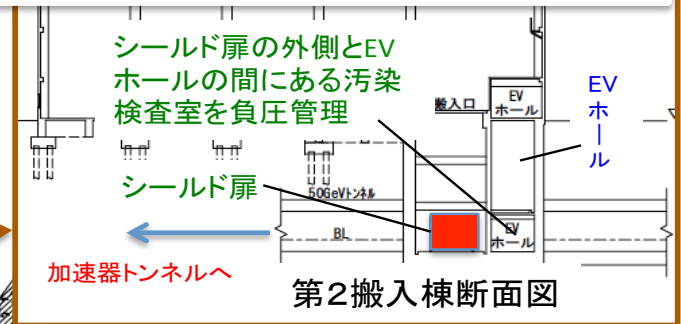 シールド扉の外側とEV
ホールの間にある汚染
検査室を負圧管理
搬入口
EV
ホール
EV
ホール
シールド扉
50GeVトンネル
BL
EV
ホール
加速器トンネルへ
第2搬入棟断面図